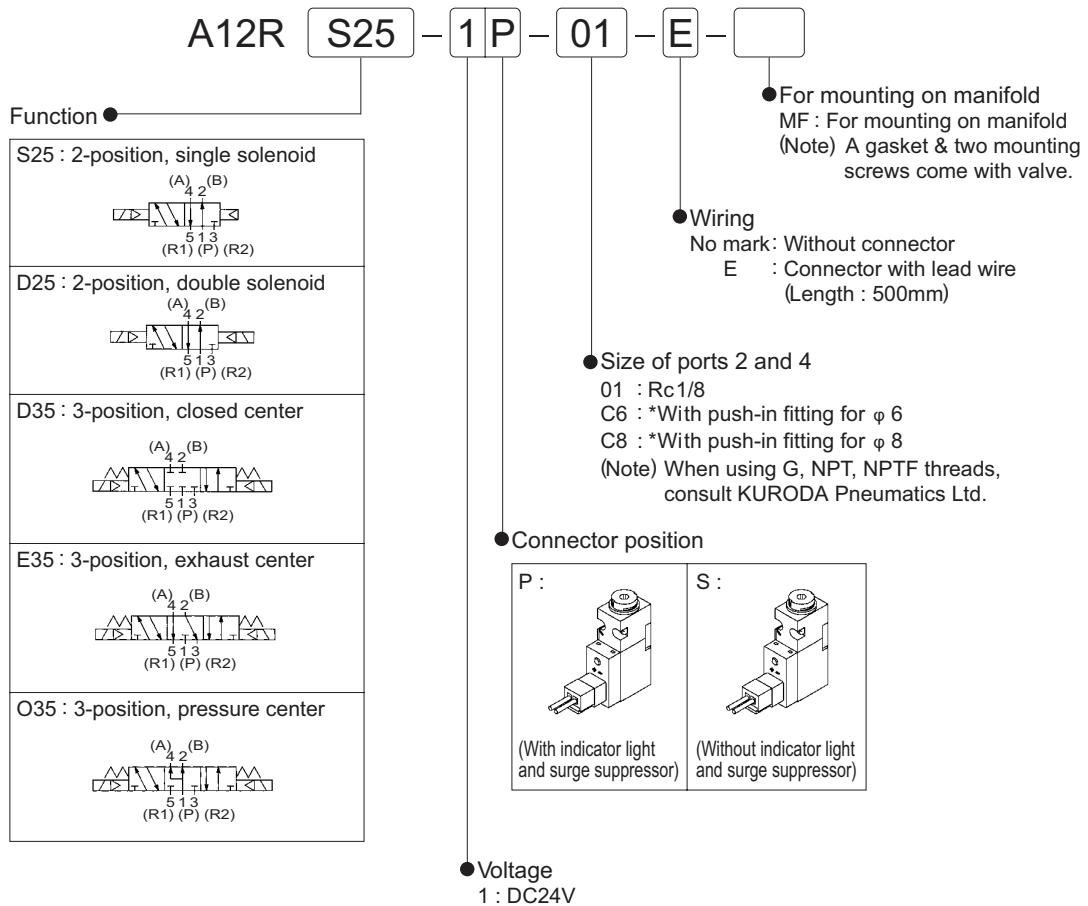 A12R S25 – 1 P – 01 – E –
Function
S25 : 2-position, single solenoid
(A) (B)
4 2
5 1 3
(R1) (P) (R2)
D25 : 2-position, double solenoid
(A) (B)
4 2
5 1 3
(R1) (P) (R2)
D35 : 3-position, closed center
(A) (B)
4 2
5 1 3
(R1) (P) (R2)
E35 : 3-position, exhaust center
(A) (B)
4 2
5 1 3
(R1) (P) (R2)
O35 : 3-position, pressure center
(A) (B)
4 2
5 1 3
(R1) (P) (R2)
For mounting on manifold
MF : For mounting on manifold
(Note) A gasket & two mounting
screws come with valve.
Wiring
No mark : Without connector
E : Connector with lead wire
(Length : 500mm)
Size of ports 2 and 4
01 : Rc1/8
C6 : *With push-in fitting for φ 6
C8 : *With push-in fitting for φ 8
(Note) When using G, NPT, NPTF threads,
consult KURODA Pneumatics Ltd.
Connector position
P :
(With indicator light
and surge suppressor)
S :
(Without indicator light
and surge suppressor)
Voltage
1 : DC24V